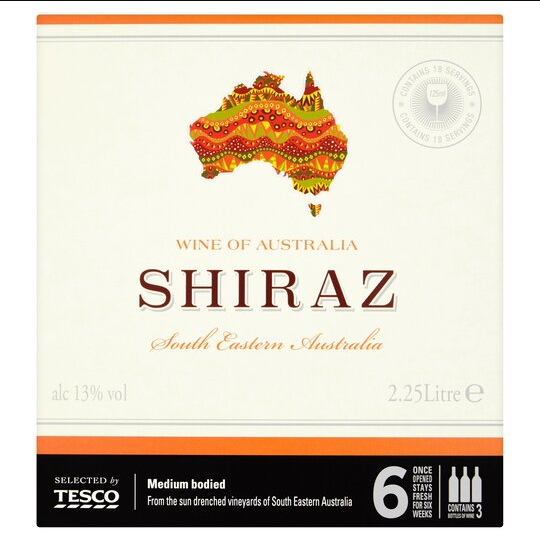 CONTAINS 18 SERVINGS
125ml
CONTAINS 18 SERVINGS
WINE OF AUSTRALIA
SHIRAZ
South Eastern Australia
alc 13% vol
2.25Litre ℮
SELECTED by
TESCO
Medium bodied
From the sun drenched vineyards of South Eastern Australia
6
ONCE
OPENED
STAYS
FRESH
FOR SIX
WEEKS
CONTAINS 3
BOTTLES OF WINE